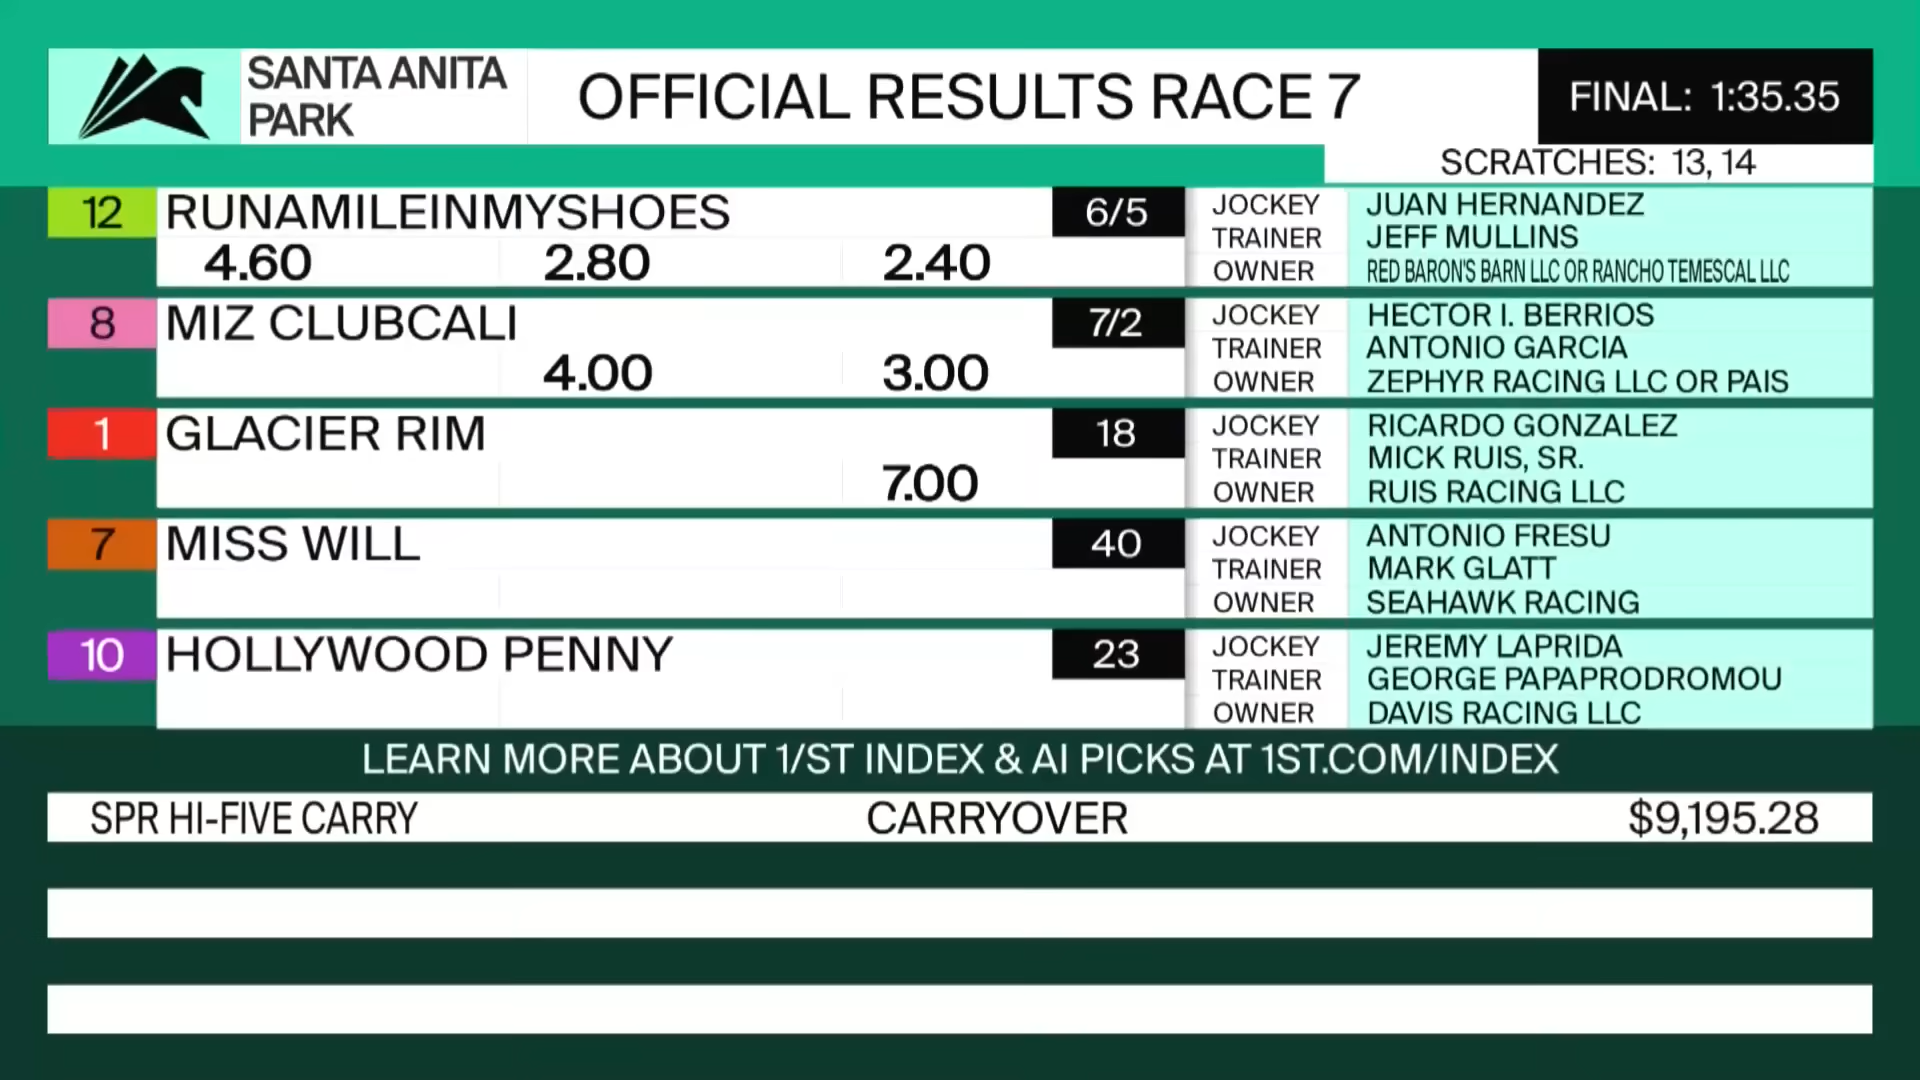 SANTA ANITA
PARK
OFFICIAL RESULTS RACE 7
FINAL: 1:35.35
SCRATCHES: 13, 14
12 RUNAMILEINMYSHOES 6/5
4.60 2.80 2.40
JOCKEY JUAN HERNANDEZ
TRAINER JEFF MULLINS
OWNER RED BARON'S BARN LLC OR RANCHO TEMESCAL LLC
8 MIZ CLUBCALI 7/2
4.00 3.00
JOCKEY HECTOR I. BERRIOS
TRAINER ANTONIO GARCIA
OWNER ZEPHYR RACING LLC OR PAIS
1 GLACIER RIM 18
7.00
JOCKEY RICARDO GONZALEZ
TRAINER MICK RUIS, SR.
OWNER RUIS RACING LLC
7 MISS WILL 40
JOCKEY ANTONIO FRESU
TRAINER MARK GLATT
OWNER SEAHAWK RACING
10 HOLLYWOOD PENNY 23
JOCKEY JEREMY LAPRIDA
TRAINER GEORGE PAPAPRODROMOU
OWNER DAVIS RACING LLC
LEARN MORE ABOUT 1/ST INDEX & AI PICKS AT 1ST.COM/INDEX
SPR HI-FIVE CARRY CARRYOVER $9,195.28